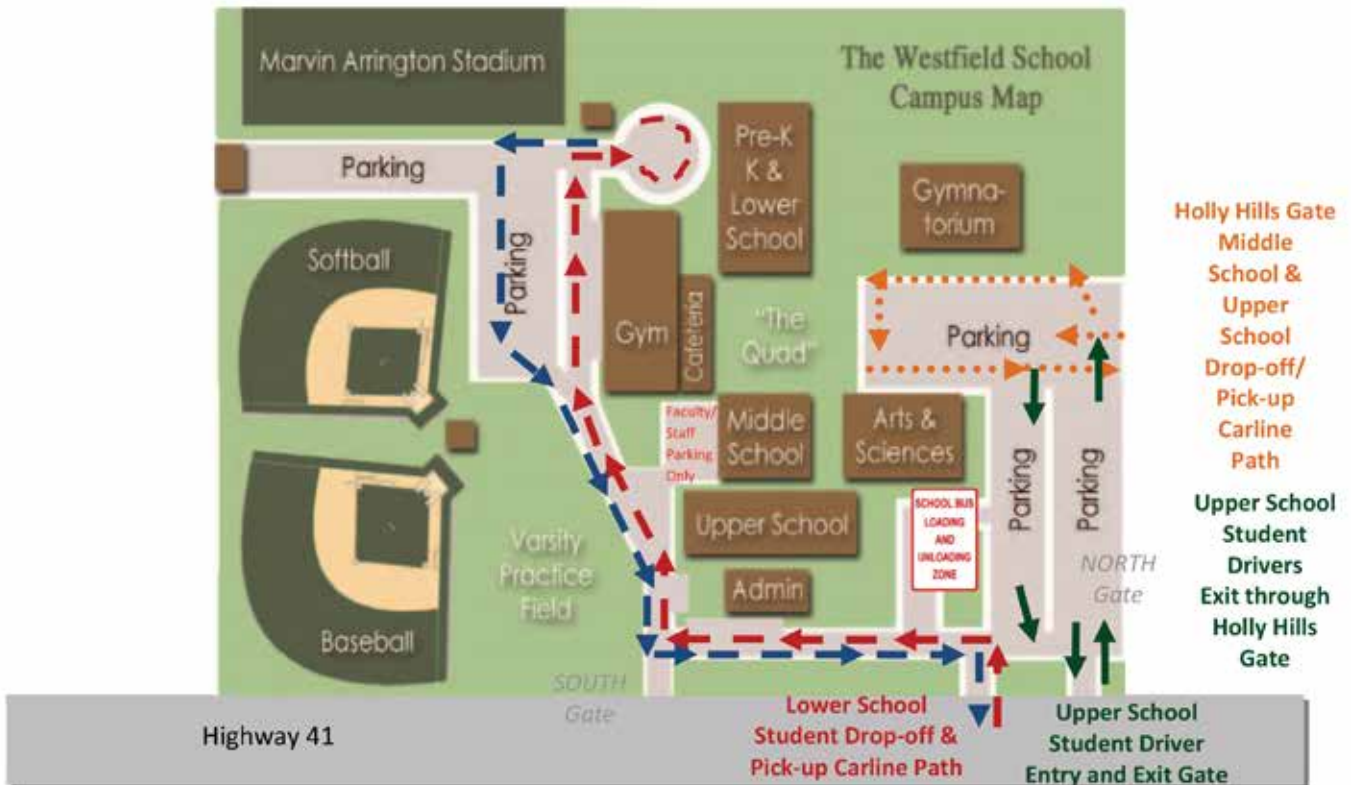 Marvin Arrington Stadium
The Westfield School
Campus Map
Parking
Pre-K
K &
Lower
School
Gymna-
torium
Holly Hills Gate
Middle
School &
Upper
School
Drop-off/
Pick-up
Carline
Path
Softball
Parking
Gym
Cafeteria
"The
Quad"
Parking
Faculty/
Staff
Parking
Only
Middle
School
Arts &
Sciences
Parking
Parking
SCHOOL BUS
LOADING
AND
UNLOADING
ZONE
Upper School
Upper School
Student
Drivers
Exit through
Holly Hills
Gate
Varsity
Practice
Field
Admin
NORTH
Gate
Baseball
SOUTH
Gate
Highway 41
Lower School
Student Drop-off &
Pick-up Carline Path
Upper School
Student Driver
Entry and Exit Gate